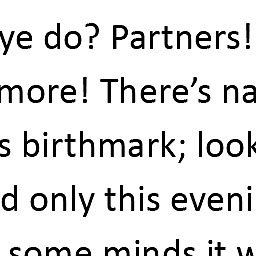 ye do? Partners!
more! There’s na
s birthmark; look
d only this eveni
some minds it w